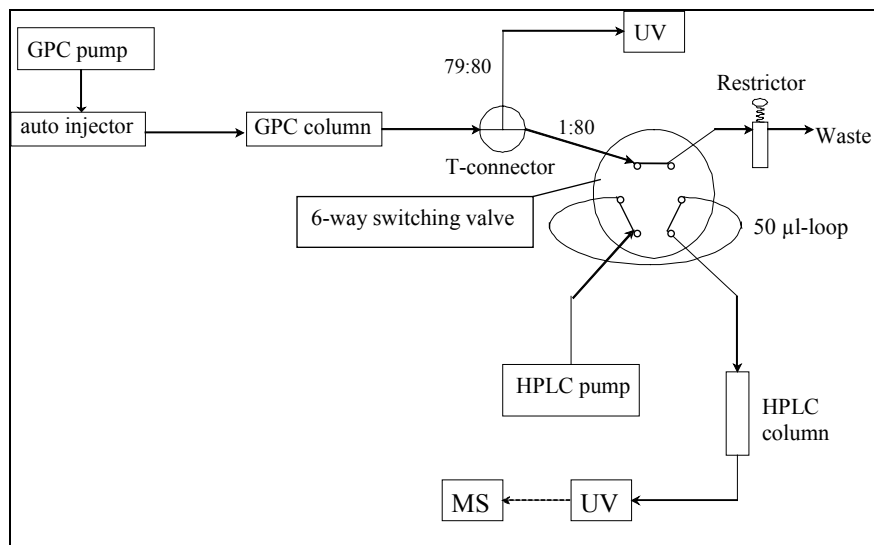 GPC pump
UV
79:80
Restrictor
auto injector
GPC column
1:80
Waste
T-connector
6-way switching valve
50 µl-loop
HPLC pump
HPLC
column
MS
UV